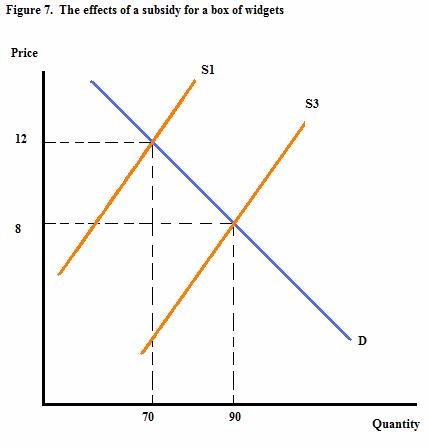 Figure 7.  The effects of a subsidy for a box of widgets
Price
S1
S3
12
8
D
70
90
Quantity